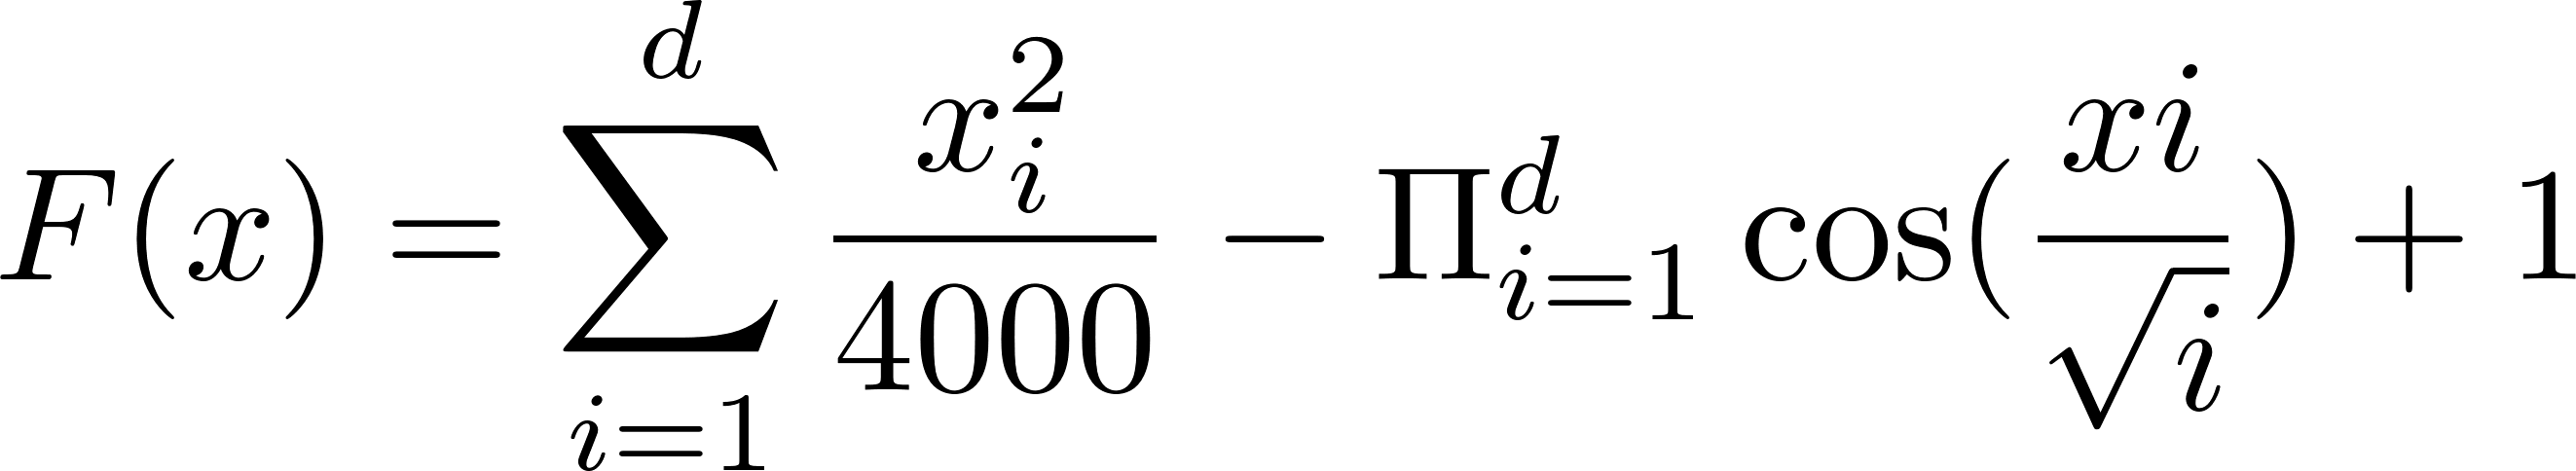 F(x) = \sum_{i=1}^{d} \frac{x_i^2}{4000} - \Pi_{i=1}^{d} \cos(\frac{xi}{\sqrt{i}}) + 1